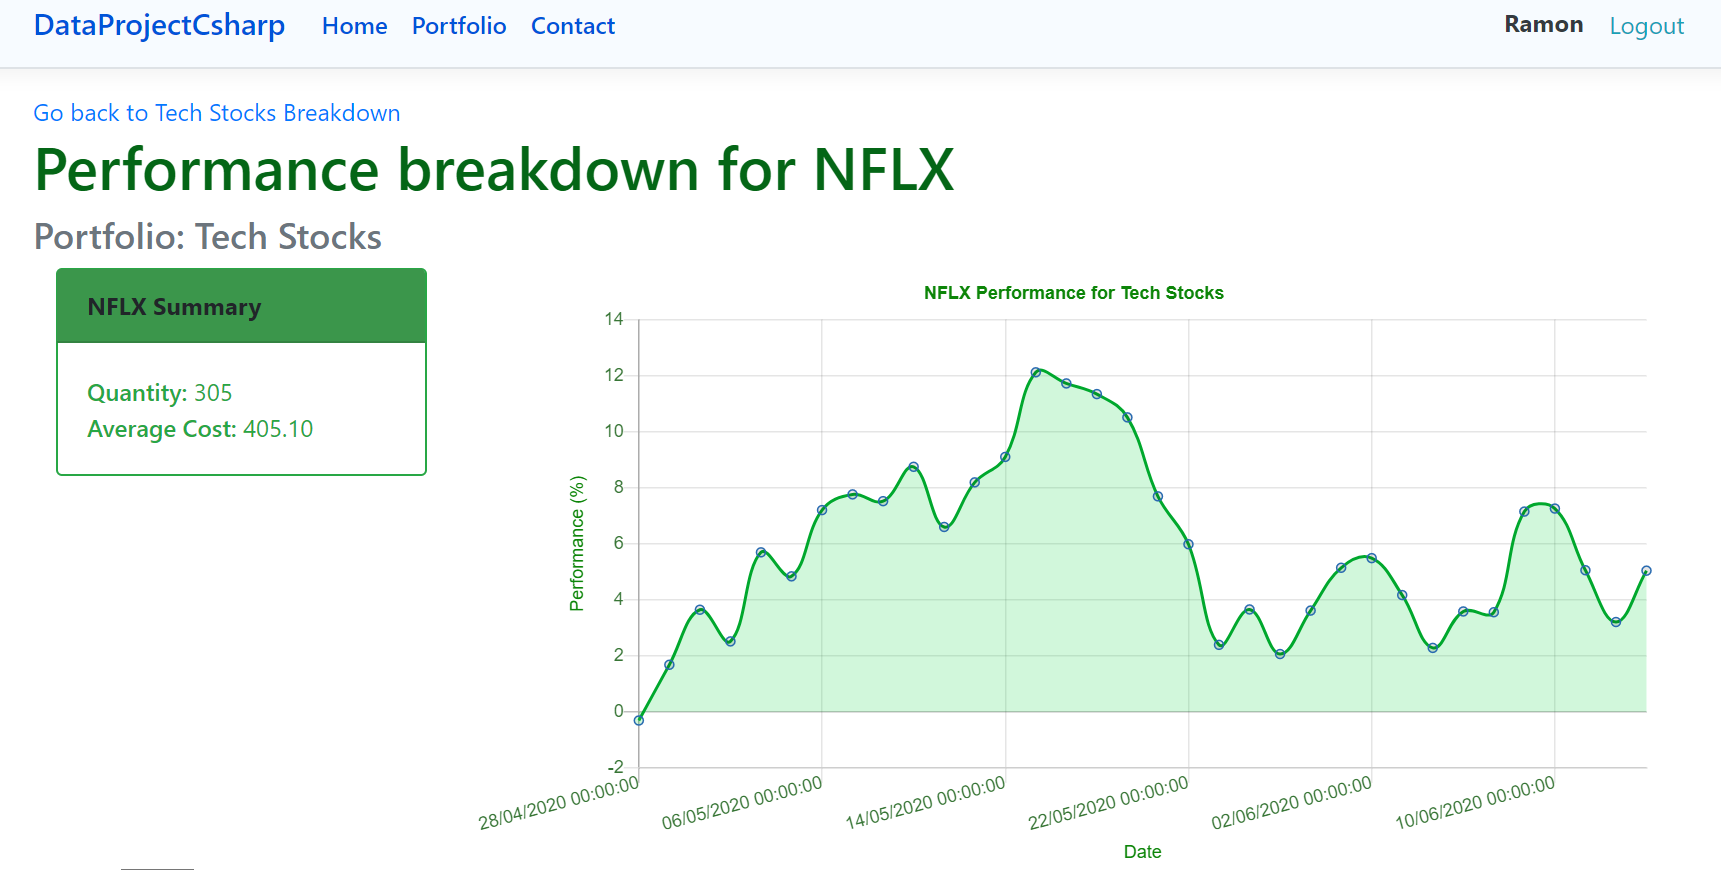 DataProjectCsharp Home Portfolio Contact Ramon Logout
Go back to Tech Stocks Breakdown
Performance breakdown for NFLX
Portfolio: Tech Stocks
NFLX Summary
Quantity: 305
Average Cost: 405.10
NFLX Performance for Tech Stocks
Performance (%)
14
12
10
8
6
4
2
0
-2
28/04/2020 00:00:00
06/05/2020 00:00:00
14/05/2020 00:00:00
22/05/2020 00:00:00
02/06/2020 00:00:00
10/06/2020 00:00:00
Date